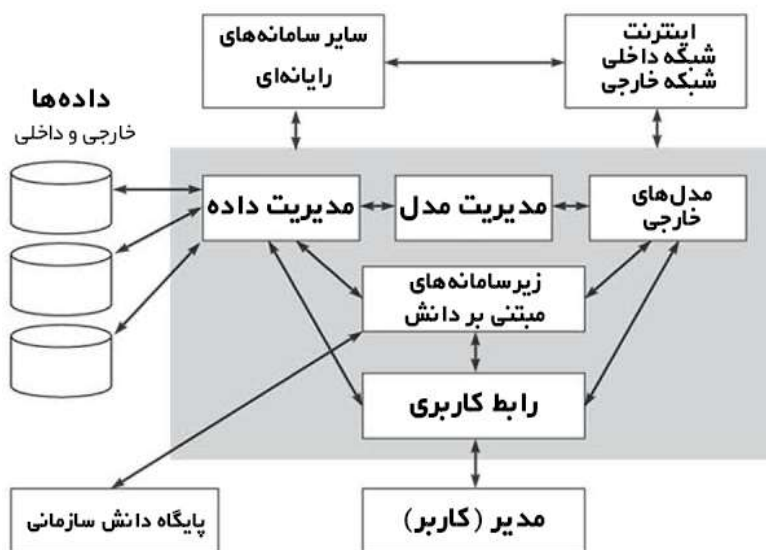 اینترنت
شبکه داخلی
شبکه خارجی
سایر سامانه‌های
رایانه‌ای
داده‌ها
خارجی و داخلی
مدل‌های
خارجی
مدیریت مدل
مدیریت داده
زیرسامانه‌های
مبتنی بر دانش
رابط کاربری
مدیر (کاربر)
پایگاه دانش سازمانی